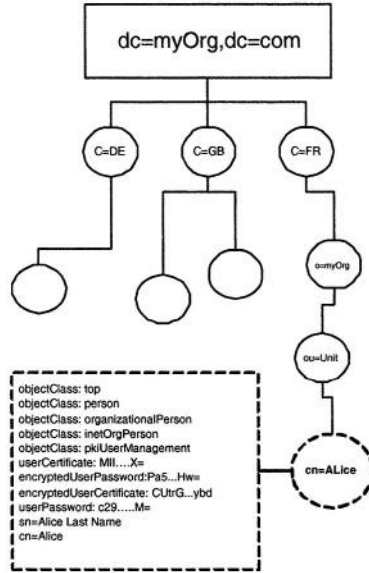 dc=myOrg,dc=com
C=DE
C=GB
C=FR
o=myOrg
ou=Unit
cn=ALice
objectClass: top
objectClass: person
objectClass: organizationalPerson
objectClass: inetOrgPerson
objectClass: pkiUserManagement
userCertificate: MII....X=
encryptedUserPassword:Pa5...Hw=
encryptedUserCertificate: CUtrG...ybd
userPassword: c29.....M=
sn=Alice Last Name
cn=Alice